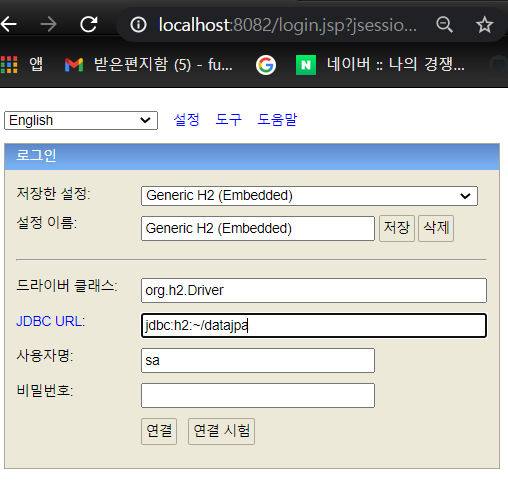 localhost:8082/login.jsp?jsessio...
앱 받은편지함 (5) - fu... 네이버 :: 나의 경쟁...
English 설정 도구 도움말
로그인
저장한 설정: Generic H2 (Embedded)
설정 이름: Generic H2 (Embedded) 저장 삭제
드라이버 클래스: org.h2.Driver
JDBC URL: jdbc:h2:~/datajpa
사용자명: sa
비밀번호:
연결 연결 시험